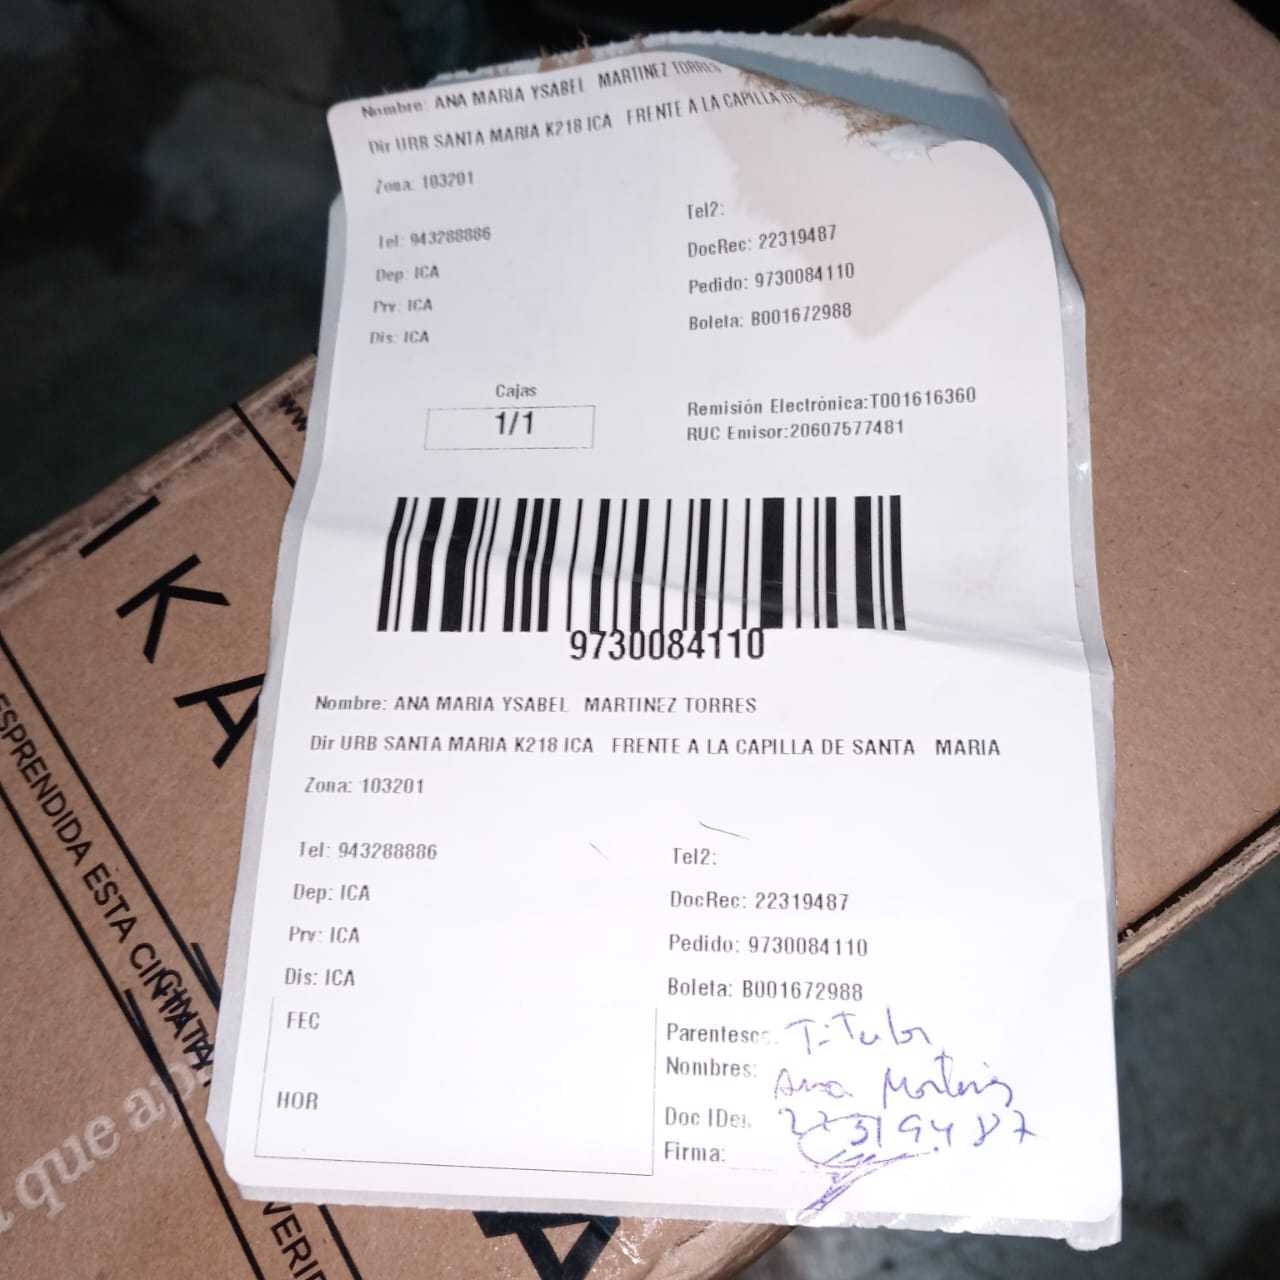 Nombre: ANA MARIA YSABEL MARTINEZ TORRES
Dir URB SANTA MARIA K218 ICA FRENTE A LA CAPILLA DE
Zona: 103201
Tel2:
Tel: 943288886
DocRec: 22319487
Dep: ICA
Pedido: 9730084110
Prv: ICA
Boleta: B001672988
Dis: ICA
Cajas
1/1
Remisión Electrónica:T001616360
RUC Emisor:20607577481
9730084110
Nombre: ANA MARIA YSABEL MARTINEZ TORRES
Dir URB SANTA MARIA K218 ICA FRENTE A LA CAPILLA DE SANTA MARIA
Zona: 103201
Tel: 943288886
Tel2:
Dep: ICA
DocRec: 22319487
Prv: ICA
Pedido: 9730084110
Dis: ICA
Boleta: B001672988
FEC
Parentesco: Titular
Nombres: Ana Martinez
HOR
Doc IDen. 22319487
Firma:
www
I K A
ESPRENDIDA ESTA CINTA
CINTA
que
VERIF
A